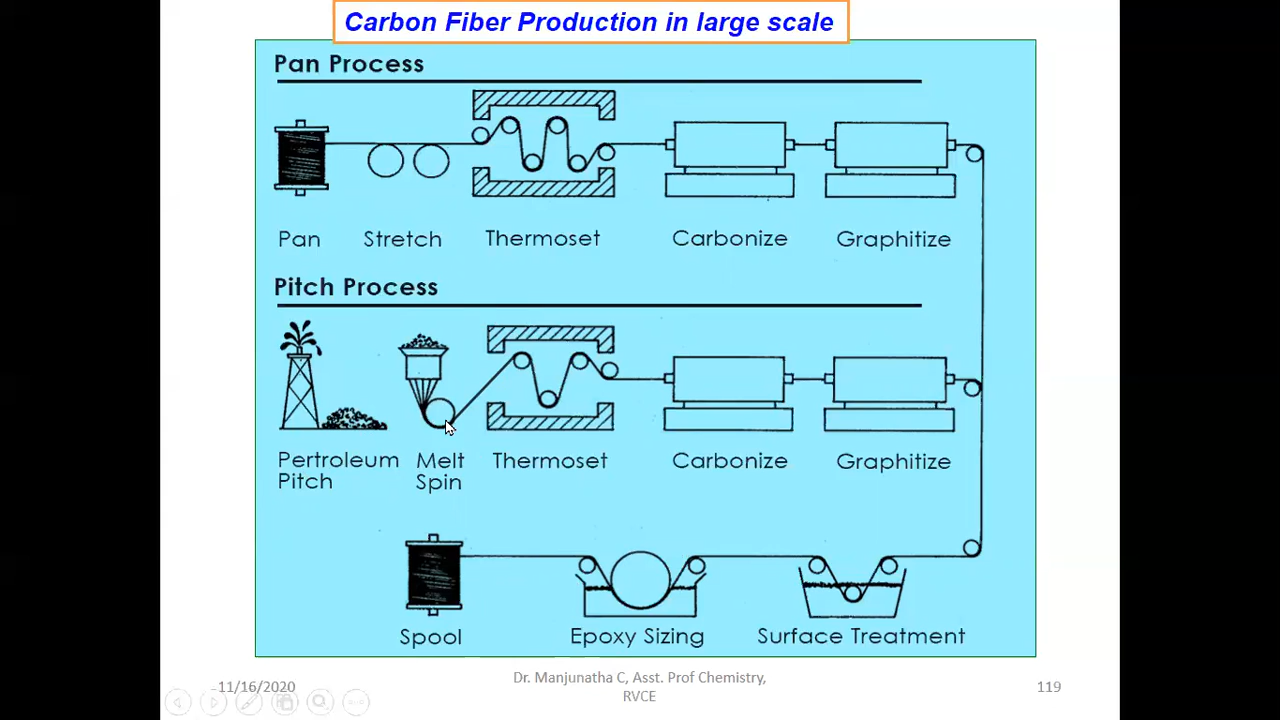 Carbon Fiber Production in large scale
Pan Process
Pan Stretch Thermoset Carbonize Graphitize
Pitch Process
Pertroleum Melt Thermoset Carbonize Graphitize
Pitch Spin
Spool Epoxy Sizing Surface Treatment
11/16/2020
Dr. Manjunatha C, Asst. Prof Chemistry,
RVCE
119